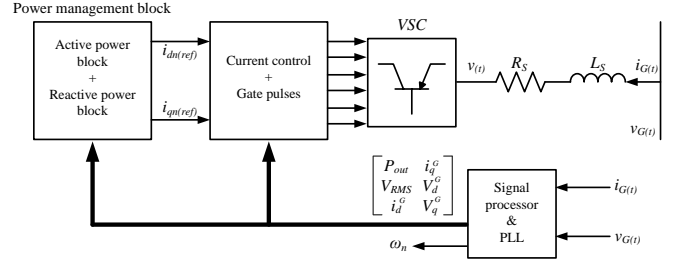 Power management block
VSC
Active power
block
+
Reactive power
block
i_dn(ref)
i_qn(ref)
Current control
+
Gate pulses
v_(t)
R_S
L_S
i_G(t)
v_G(t)
P_out i_q^G
V_RMS V_d^G
i_d^G V_q^G
ω_n
Signal
processor
&
PLL
i_G(t)
v_G(t)